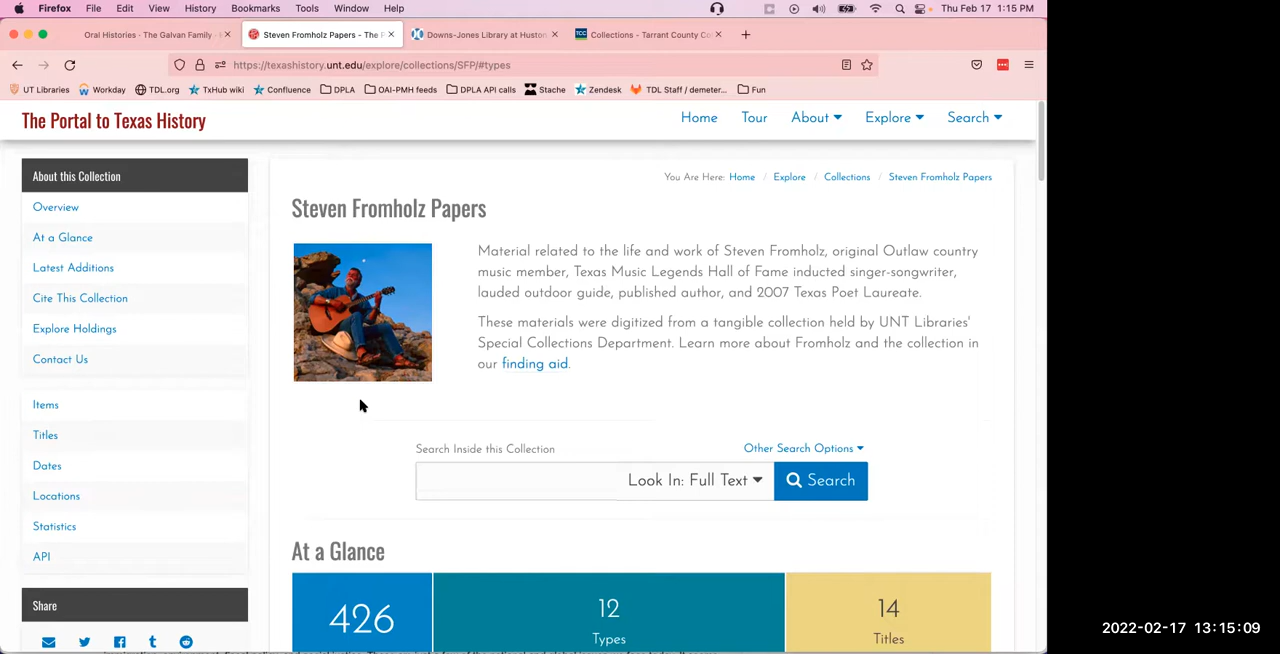 Firefox File Edit View History Bookmarks Tools Window Help Thu Feb 17 1:15 PM
Oral Histories - The Galvan Family Steven Fromholz Papers - The P Downs-Jones Library at Huston Collections - Tarrant County Co
https://texashistory.unt.edu/explore/collections/SFP/#types
UT Libraries Workday TDL.org TxHub wiki Confluence DPLA OAI-PMH feeds DPLA API calls Stache Zendesk TDL Staff / demeter... Fun
The Portal to Texas History
Home Tour About Explore Search
About this Collection
Overview
At a Glance
Latest Additions
Cite This Collection
Explore Holdings
Contact Us
Items
Titles
Dates
Locations
Statistics
API
Share
You Are Here: Home / Explore / Collections / Steven Fromholz Papers
Steven Fromholz Papers
Material related to the life and work of Steven Fromholz, original Outlaw country
music member, Texas Music Legends Hall of Fame inducted singer-songwriter,
lauded outdoor guide, published author, and 2007 Texas Poet Laureate.
These materials were digitized from a tangible collection held by UNT Libraries'
Special Collections Department. Learn more about Fromholz and the collection in
our finding aid.
Search Inside this Collection Other Search Options
Look In: Full Text Search
At a Glance
426
12
Types
14
Titles
2022-02-17 13:15:09